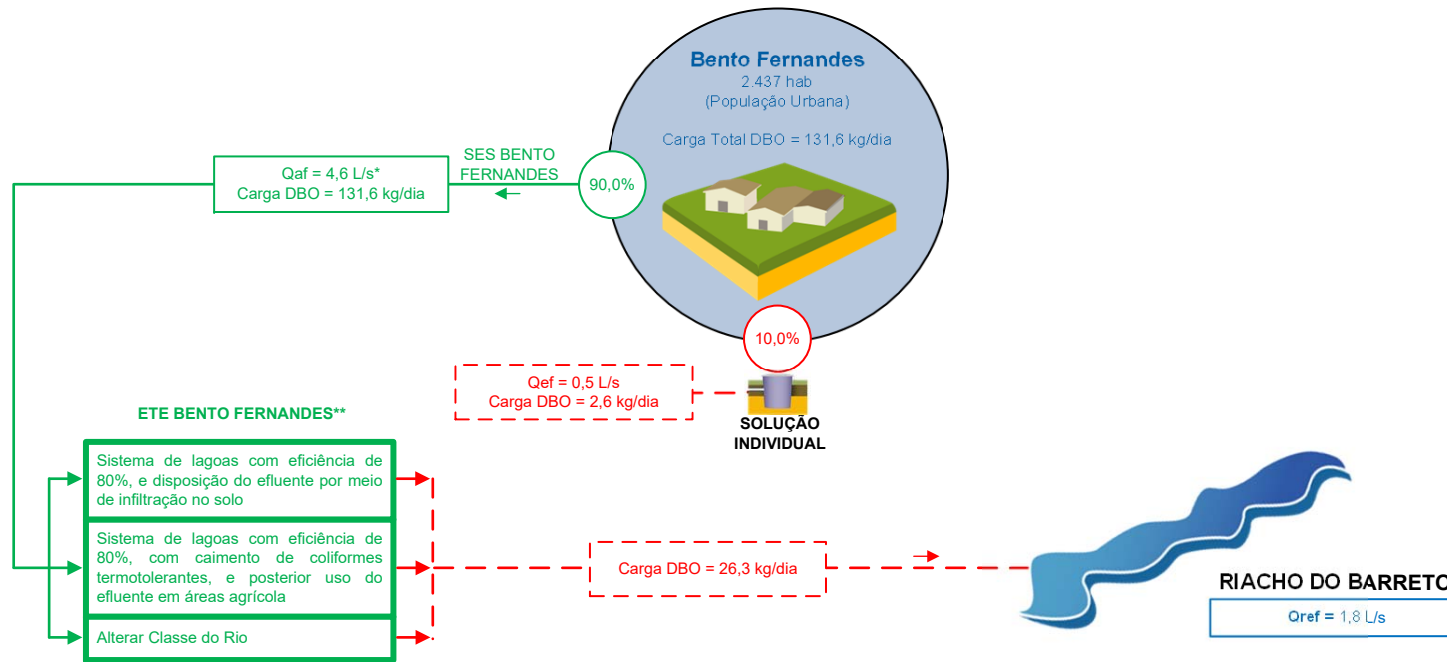 Bento Fernandes
2.437 hab
(População Urbana)
Carga Total DBO = 131,6 kg/dia
SES BENTO
FERNANDES
90,0%
Qaf = 4,6 L/s*
Carga DBO = 131,6 kg/dia
10,0%
Qef = 0,5 L/s
Carga DBO = 2,6 kg/dia
SOLUÇÃO
INDIVIDUAL
ETE BENTO FERNANDES**
Sistema de lagoas com eficiência de
80%, e disposição do efluente por meio
de infiltração no solo
Sistema de lagoas com eficiência de
80%, com caimento de coliformes
termotolerantes, e posterior uso do
efluente em áreas agrícola
Alterar Classe do Rio
Carga DBO = 26,3 kg/dia
RIACHO DO BARRETO
Qref = 1,8 L/s